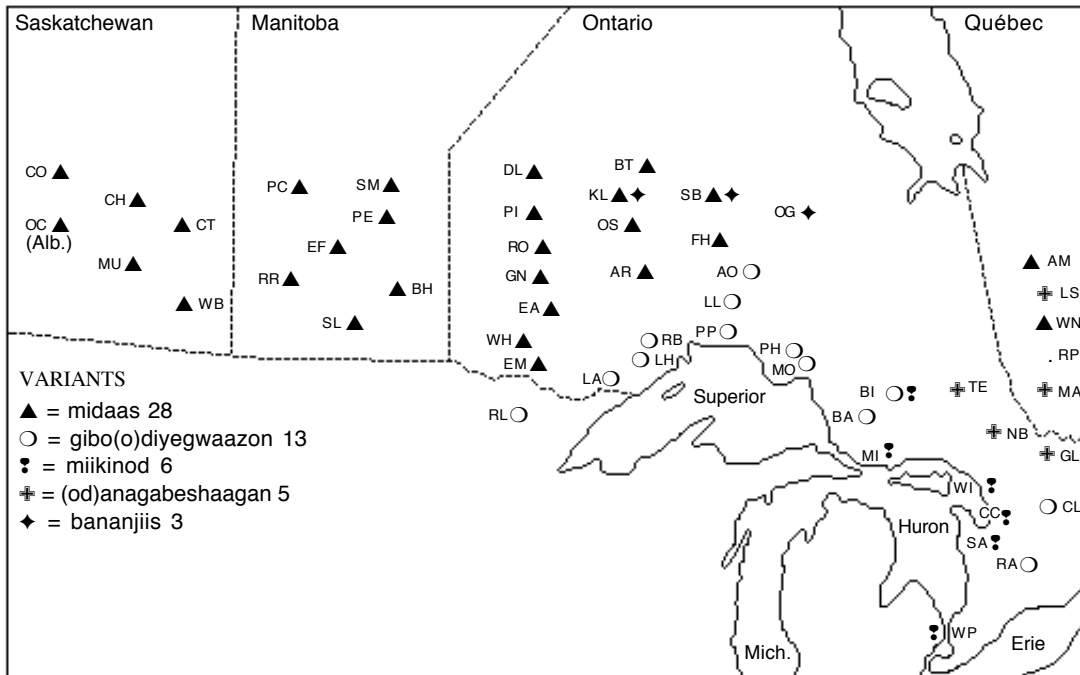 Saskatchewan Manitoba Ontario Québec
CO
CH
OC
(Alb.)
CT
MU
WB
PC
SM
PE
EF
RR
BH
SL
DL
PI
RO
GN
EA
WH
EM
BT
KL
OS
AR
SB
OG
FH
AO
LL
PP
RB
LH
LA
RL
PH
MO
BI
BA
MI
WI
CC
SA
RA
WP
TE
NB
AM
LS
WN
RP
MA
GL
CL
Superior
Huron
Mich.
Erie
VARIANTS
▲ = midaas 28
❍ = gibo(o)diyegwaazon 13
❢ = miikinod 6
✙ = (od)anagabeshaagan 5
✦ = bananjiis 3